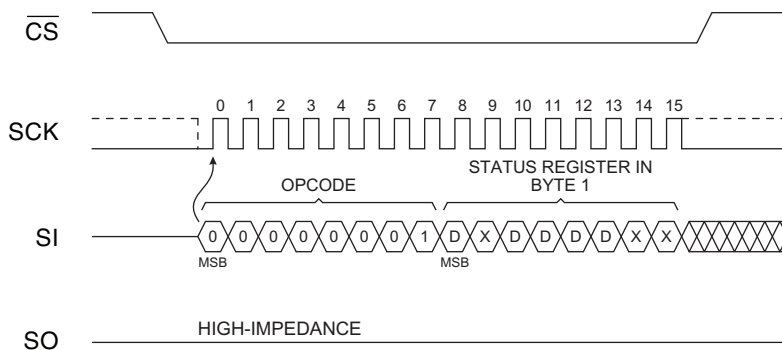 CS
0 1 2 3 4 5 6 7 8 9 10 11 12 13 14 15
SCK
STATUS REGISTER IN
OPCODE
BYTE 1
SI
0 0 0 0 0 0 0 1 D X D D D D X X
MSB
MSB
HIGH-IMPEDANCE
SO